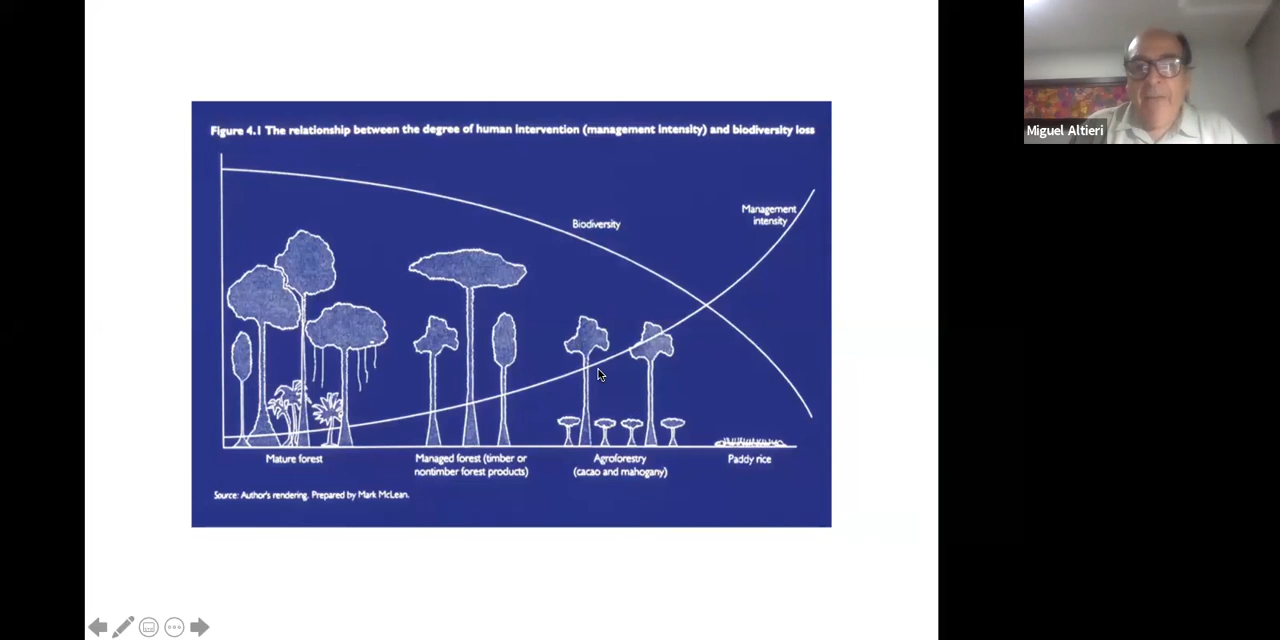 Figure 4.1 The relationship between the degree of human intervention (management intensity) and biodiversity loss
Biodiversity
Management
intensity
Mature forest
Managed forest (timber or
nontimber forest products)
Agroforestry
(cacao and mahogany)
Paddy rice
Source: Author's rendering. Prepared by Mark McLean.
Miguel Altieri